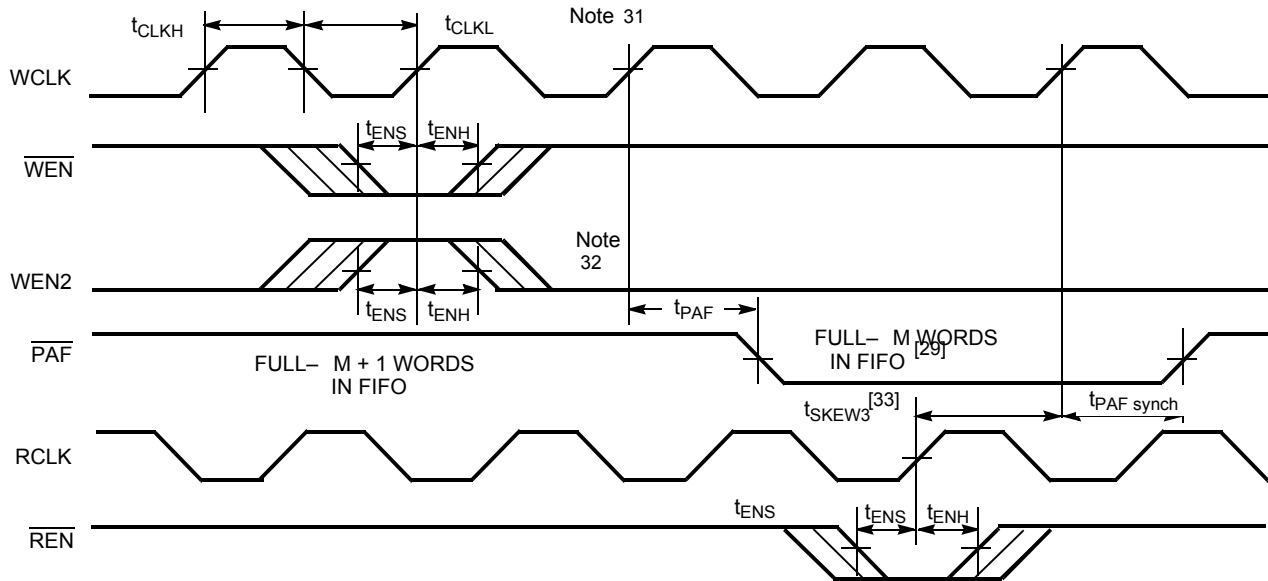 Note 31
tCLKH
tCLKL
WCLK
tENS tENH
WEN
Note
32
WEN2
tENS tENH
tPAF
PAF
FULL– M + 1 WORDS
IN FIFO
FULL– M WORDS
IN FIFO [29]
tSKEW3[33]
tPAF synch
RCLK
tENS
tENS tENH
REN